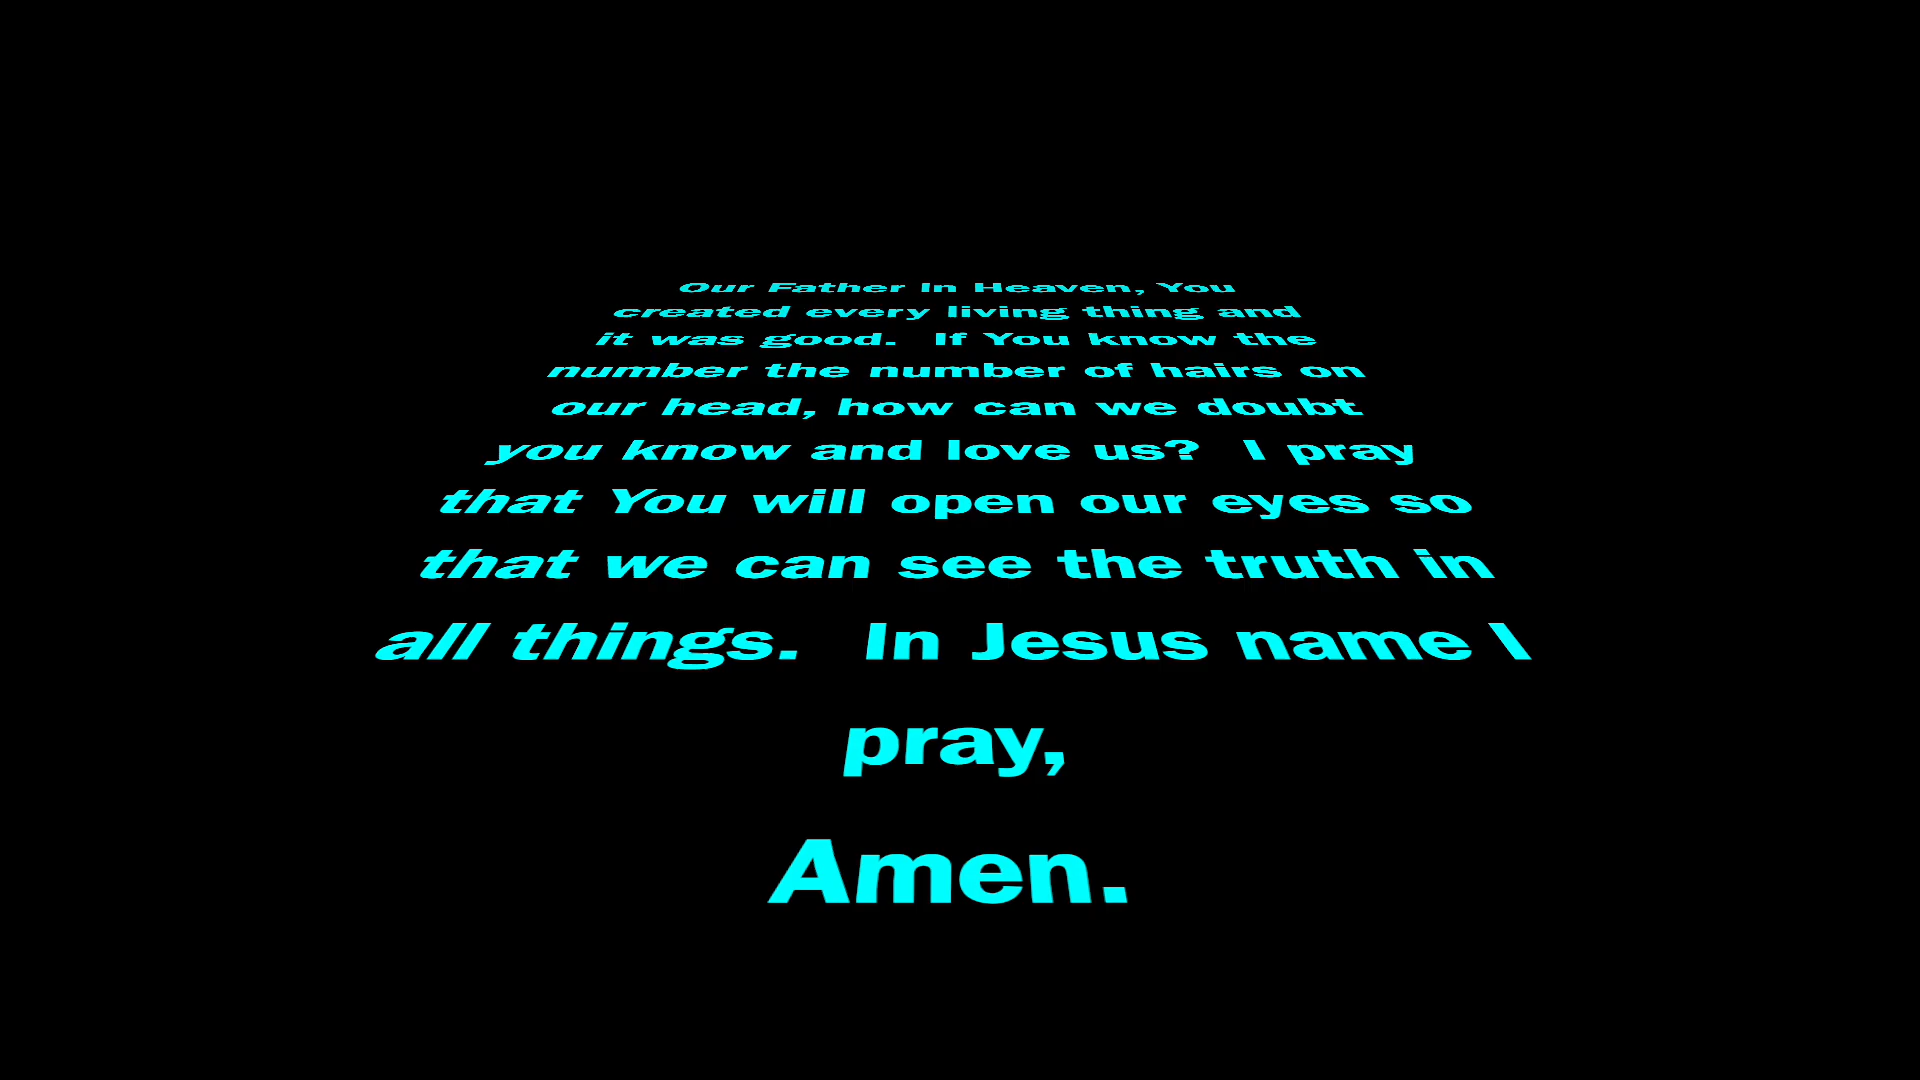 Our Father In Heaven, You
created every living thing and
it was good.  If You know the
number the number of hairs on
our head, how can we doubt
you know and love us?  I pray
that You will open our eyes so
that we can see the truth in
all things.  In Jesus name I
pray,
Amen.